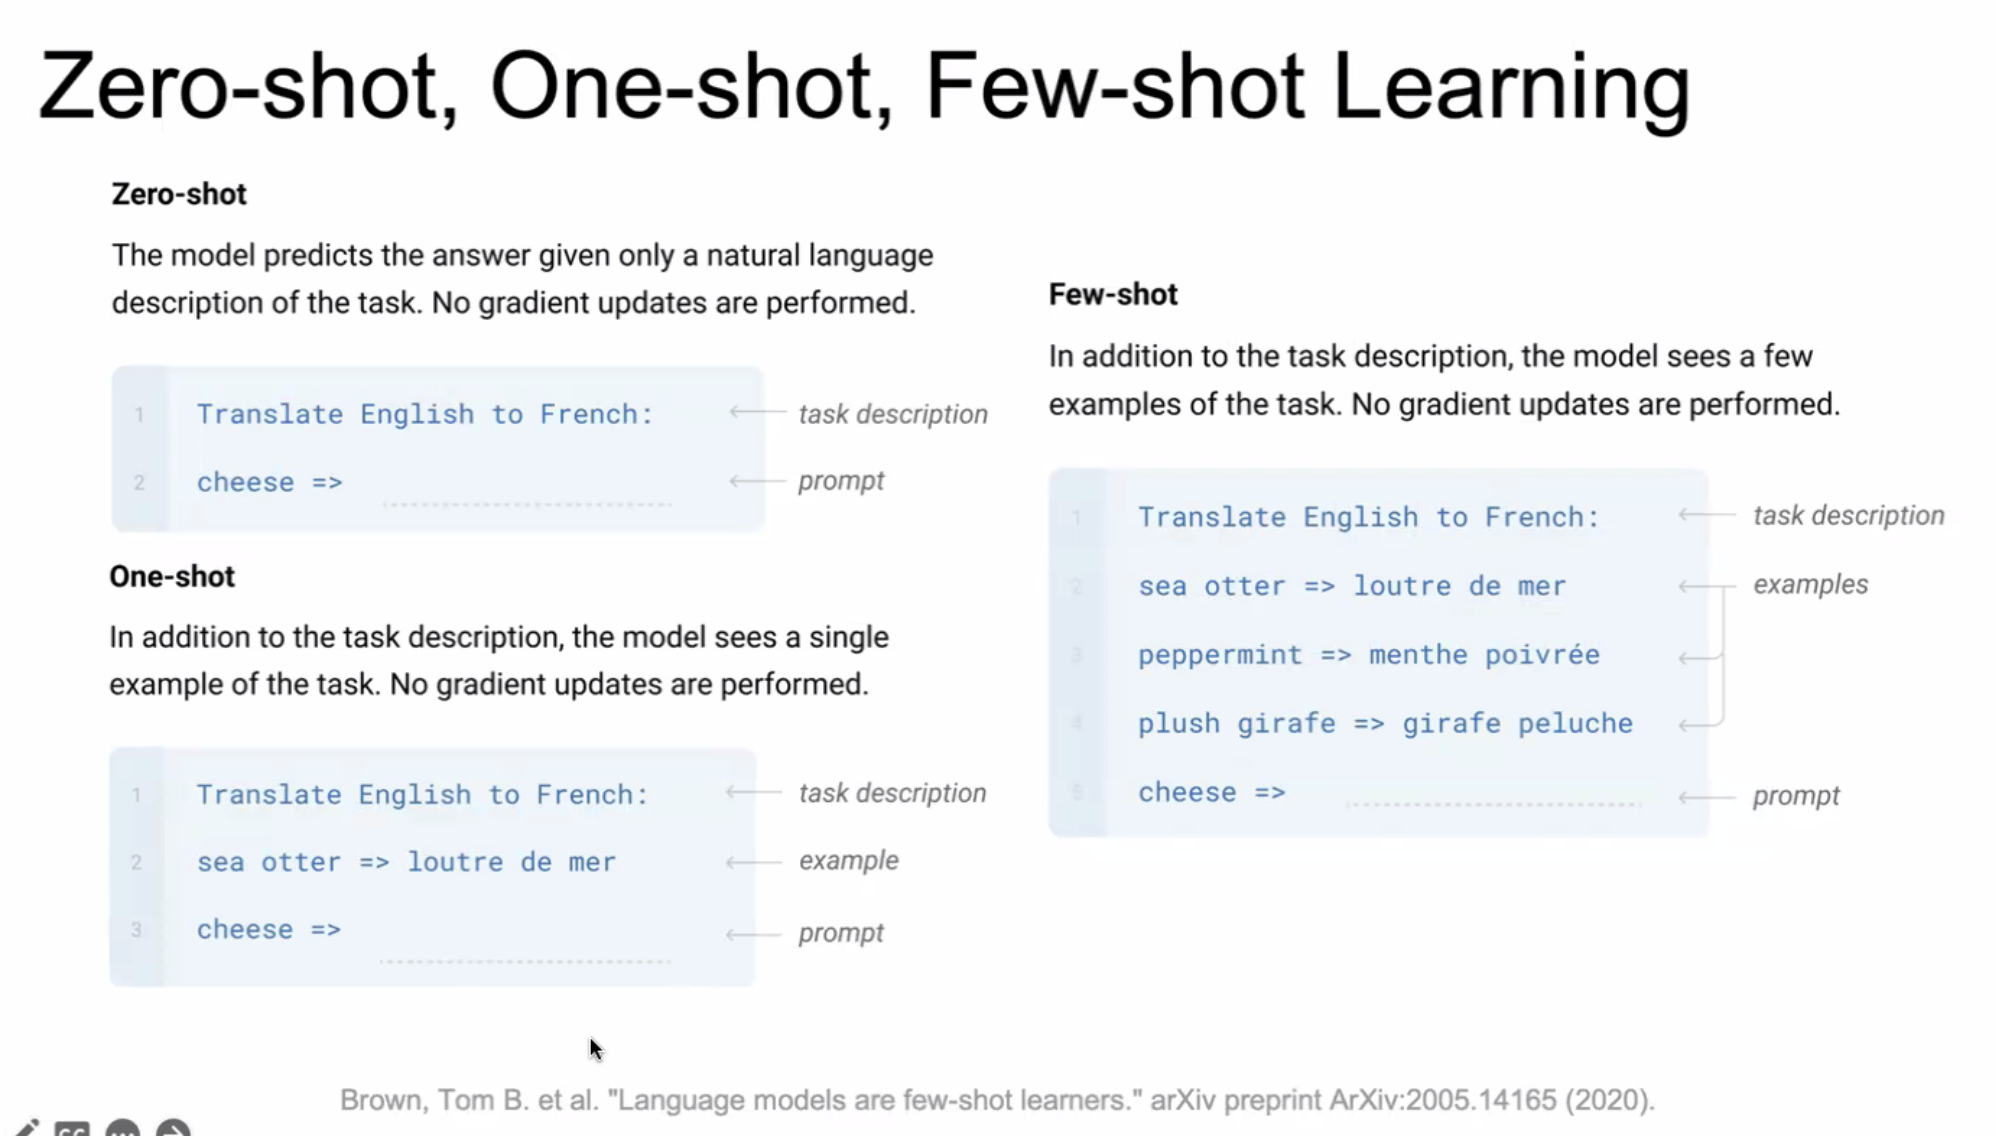 Zero-shot, One-shot, Few-shot Learning
Zero-shot
The model predicts the answer given only a natural language
description of the task. No gradient updates are performed.
1 Translate English to French: task description
2 cheese => prompt
One-shot
In addition to the task description, the model sees a single
example of the task. No gradient updates are performed.
1 Translate English to French: task description
2 sea otter => loutre de mer example
3 cheese => prompt
Few-shot
In addition to the task description, the model sees a few
examples of the task. No gradient updates are performed.
1 Translate English to French: task description
2 sea otter => loutre de mer examples
3 peppermint => menthe poivrée
4 plush girafe => girafe peluche
5 cheese => prompt
Brown, Tom B. et al. "Language models are few-shot learners." arXiv preprint ArXiv:2005.14165 (2020).
CC